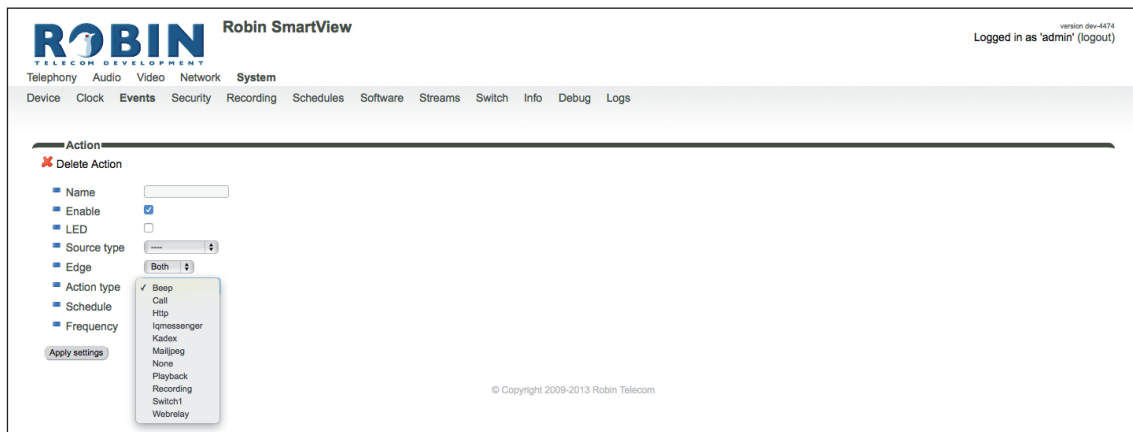 ROBIN
TELECOM DEVELOPMENT
Robin SmartView
version dev-4474
Logged in as 'admin' (logout)
Telephony Audio Video Network System
Device Clock Events Security Recording Schedules Software Streams Switch Info Debug Logs
Action
Delete Action
Name
Enable
LED
Source type ----
Edge Both
Action type ✓ Beep
Call
Schedule Http
Iqmessenger
Frequency Kadex
Mailjpeg
Apply settings None
Playback
Recording
Switch1
Webrelay
© Copyright 2009-2013 Robin Telecom